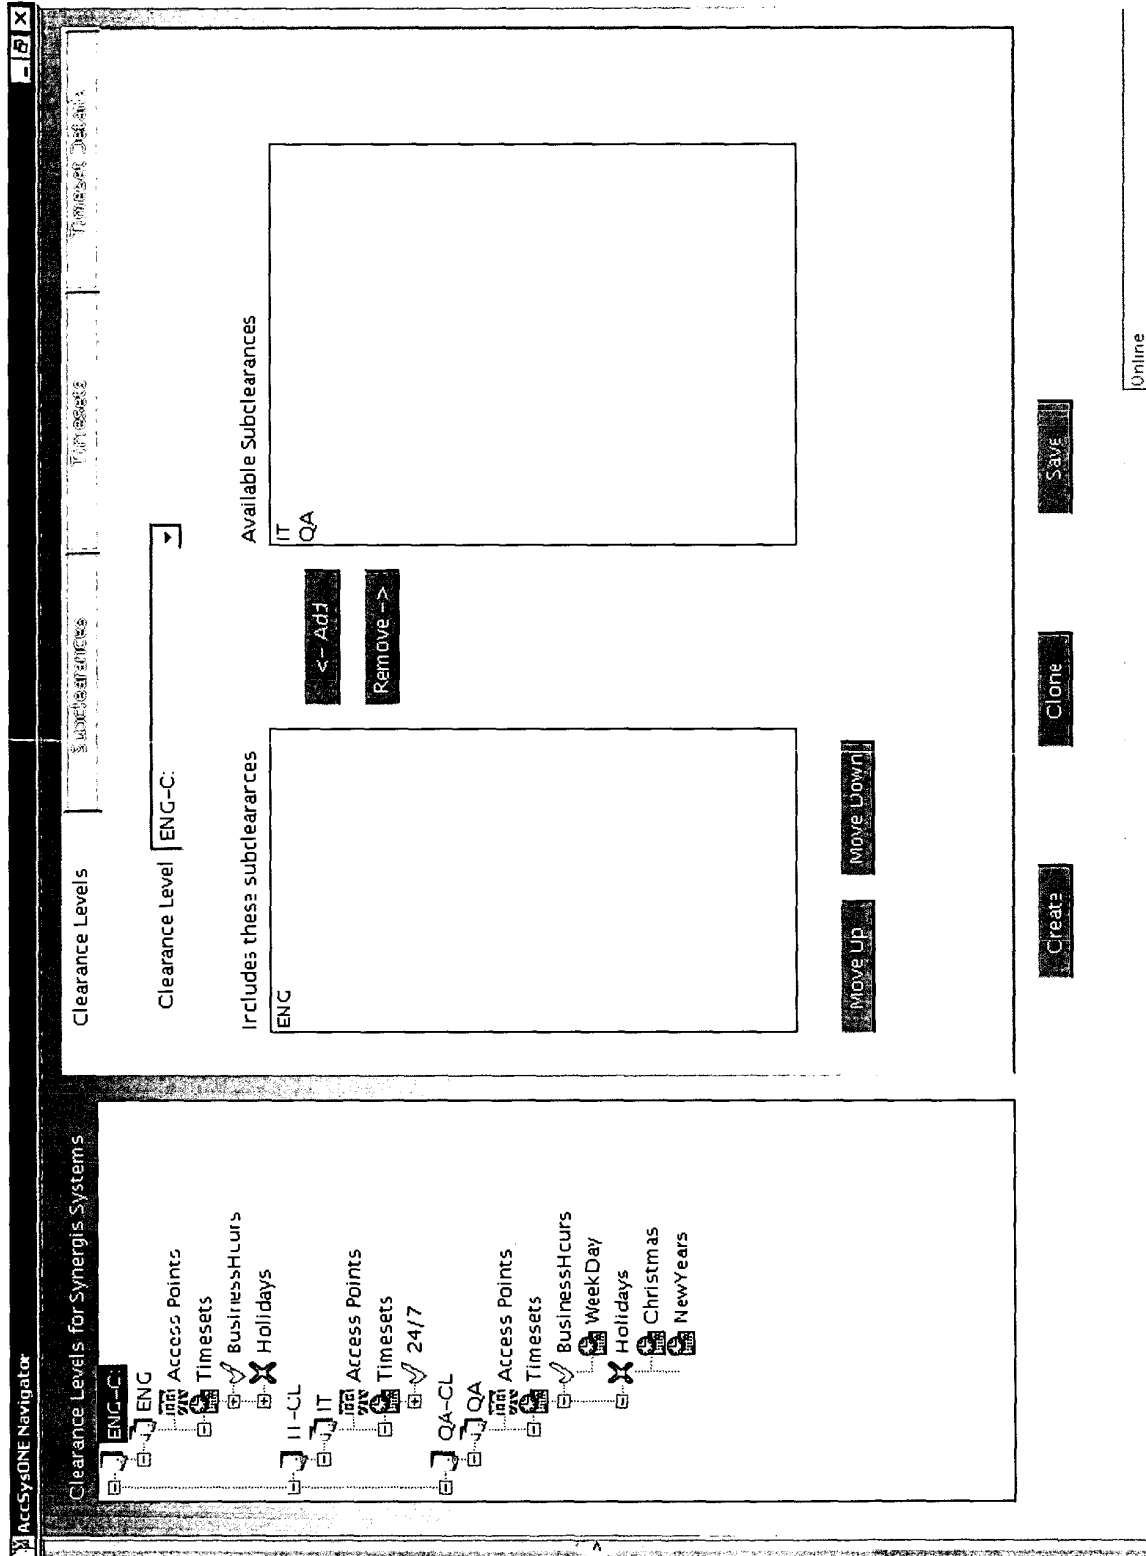 AccSysONE Navigator
Clearance Levels for Synergis Systems
ENG-C:
ENG
Access Points
Timesets
BusinessHours
Holidays
IT-CL
IT
Access Points
Timesets
24/7
QA-CL
QA
Access Points
Timesets
BusinessHours
WeekDay
Holidays
Christmas
NewYears
Clearance Levels
Subclearances
Timesets
Timeset Details
Clearance Level
ENG-C:
Includes these subclearances
Available Subclearances
ENG
IT
QA
<- Add
Remove ->
Move Up
Move Down
Create
Clone
Save
Online